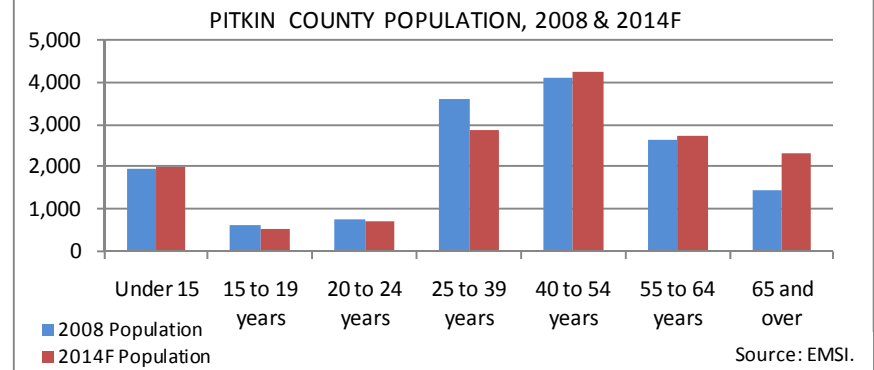 PITKIN COUNTY POPULATION, 2008 & 2014F
5,000
4,000
3,000
2,000
1,000
0
Under 15
15 to 19
years
20 to 24
years
25 to 39
years
40 to 54
years
55 to 64
years
65 and
over
2008 Population
2014F Population
Source: EMSI.